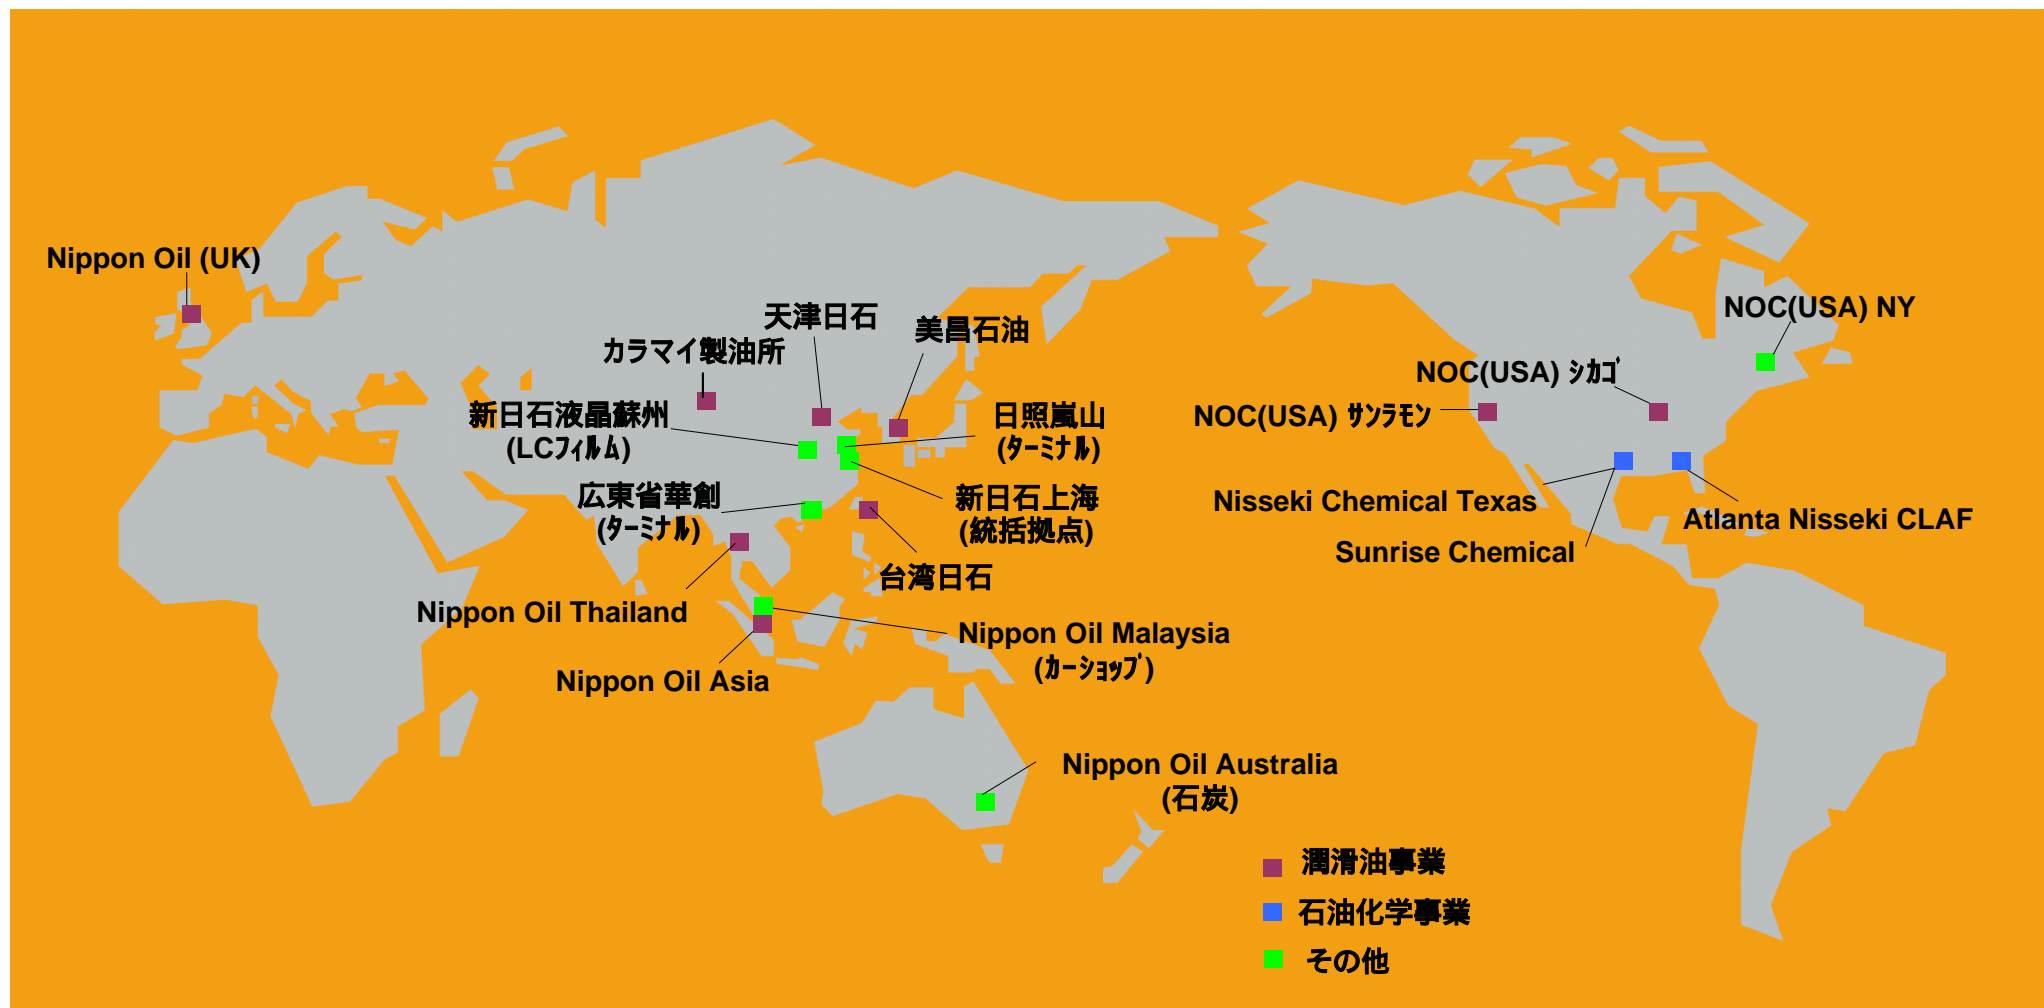 Nippon Oil (UK)
天津日石
美昌石油
カラマイ製油所
NOC(USA) NY
NOC(USA) ｼｶｺﾞ
NOC(USA) ｻﾝﾗﾓﾝ
新日石液晶蘇州
(LCﾌｨﾙﾑ)
日照嵐山
(ﾀｰﾐﾅﾙ)
広東省華創
(ﾀｰﾐﾅﾙ)
新日石上海
(統括拠点)
Nisseki Chemical Texas
Atlanta Nisseki CLAF
Sunrise Chemical
台湾日石
Nippon Oil Thailand
Nippon Oil Malaysia
(ｶｰｼｮｯﾌﾟ)
Nippon Oil Asia
Nippon Oil Australia
(石炭)
潤滑油事業
石油化学事業
その他